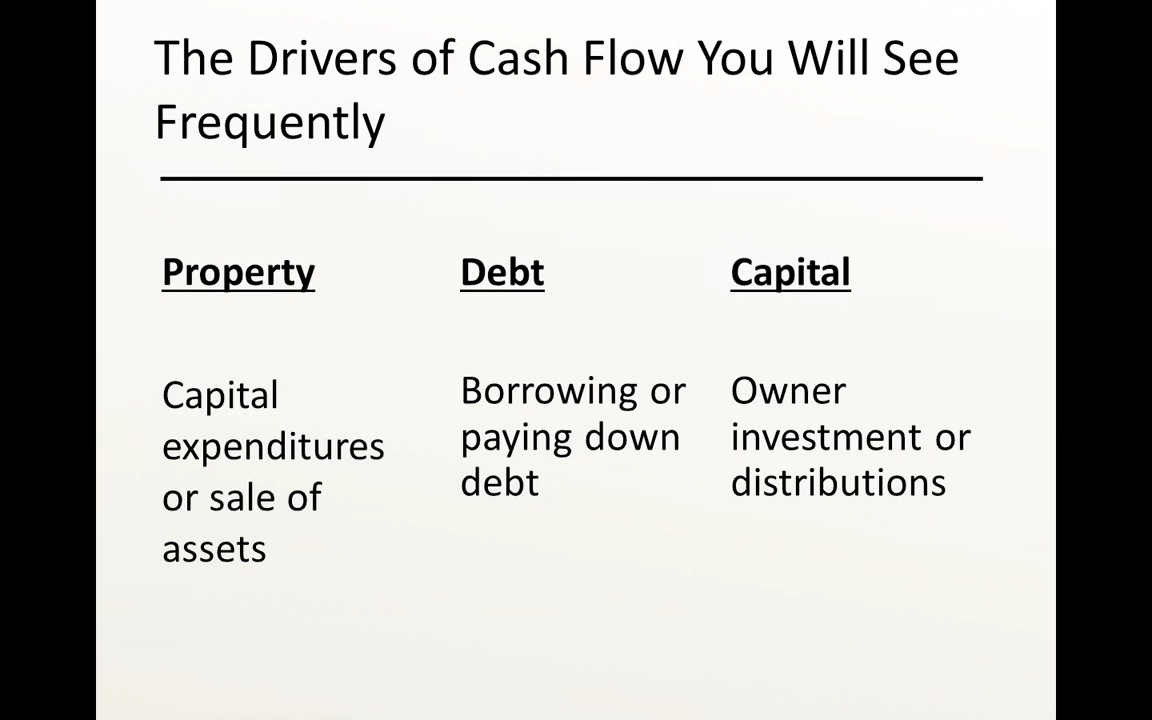 The Drivers of Cash Flow You Will See
Frequently
Property
Capital
expenditures
or sale of
assets
Debt
Borrowing or
paying down
debt
Capital
Owner
investment or
distributions